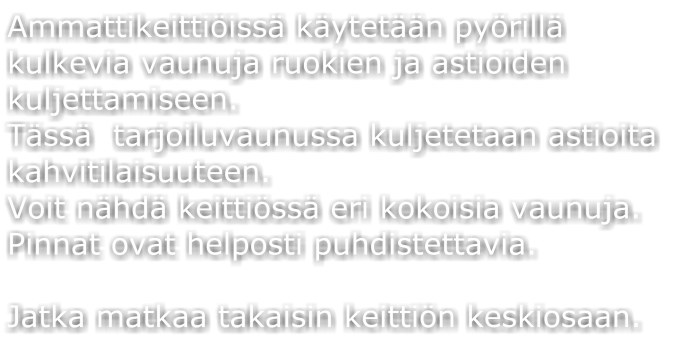 Ammattikeittiöissä käytetään pyörillä
kulkevia vaunuja ruokien ja astioiden
kuljettamiseen.
Tässä  tarjoiluvaunussa kuljetetaan astioita
kahvitilaisuuteen.
Voit nähdä keittiössä eri kokoisia vaunuja.
Pinnat ovat helposti puhdistettavia.

Jatka matkaa takaisin keittiön keskiosaan.